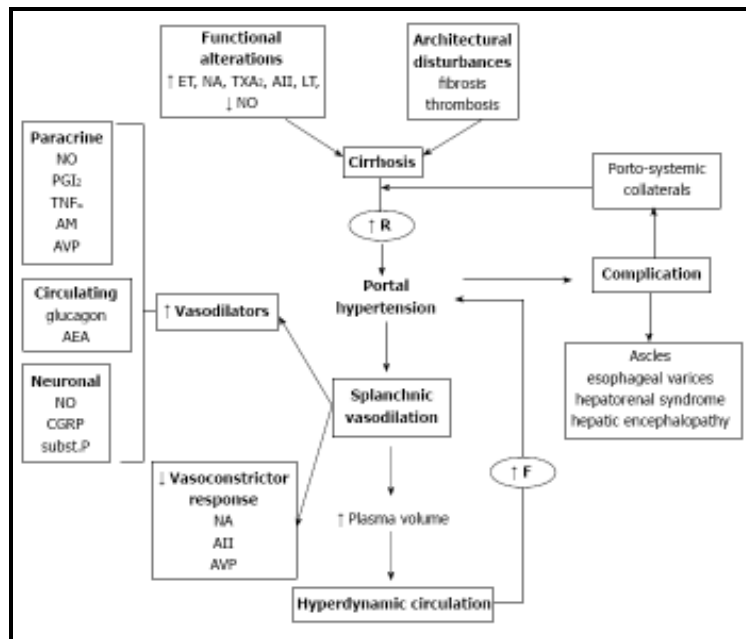 Functional
alterations
↑ ET, NA, TXA₂, AII, LT,
↓ NO
Architectural
disturbances
fibrosis
thrombosis
Paracrine
NO
PGI₂
TNFₐ
AM
AVP
Cirrhosis
Porto-systemic
collaterals
↑ R
Circulating
glucagon
AEA
↑ Vasodilators
Portal
hypertension
Complication
Neuronal
NO
CGRP
subst.P
Splanchnic
vasodilation
Ascles
esophageal varices
hepatorenal syndrome
hepatic encephalopathy
↓ Vasoconstrictor
response
NA
AII
AVP
↑ F
↑ Plasma volume
Hyperdynamic circulation